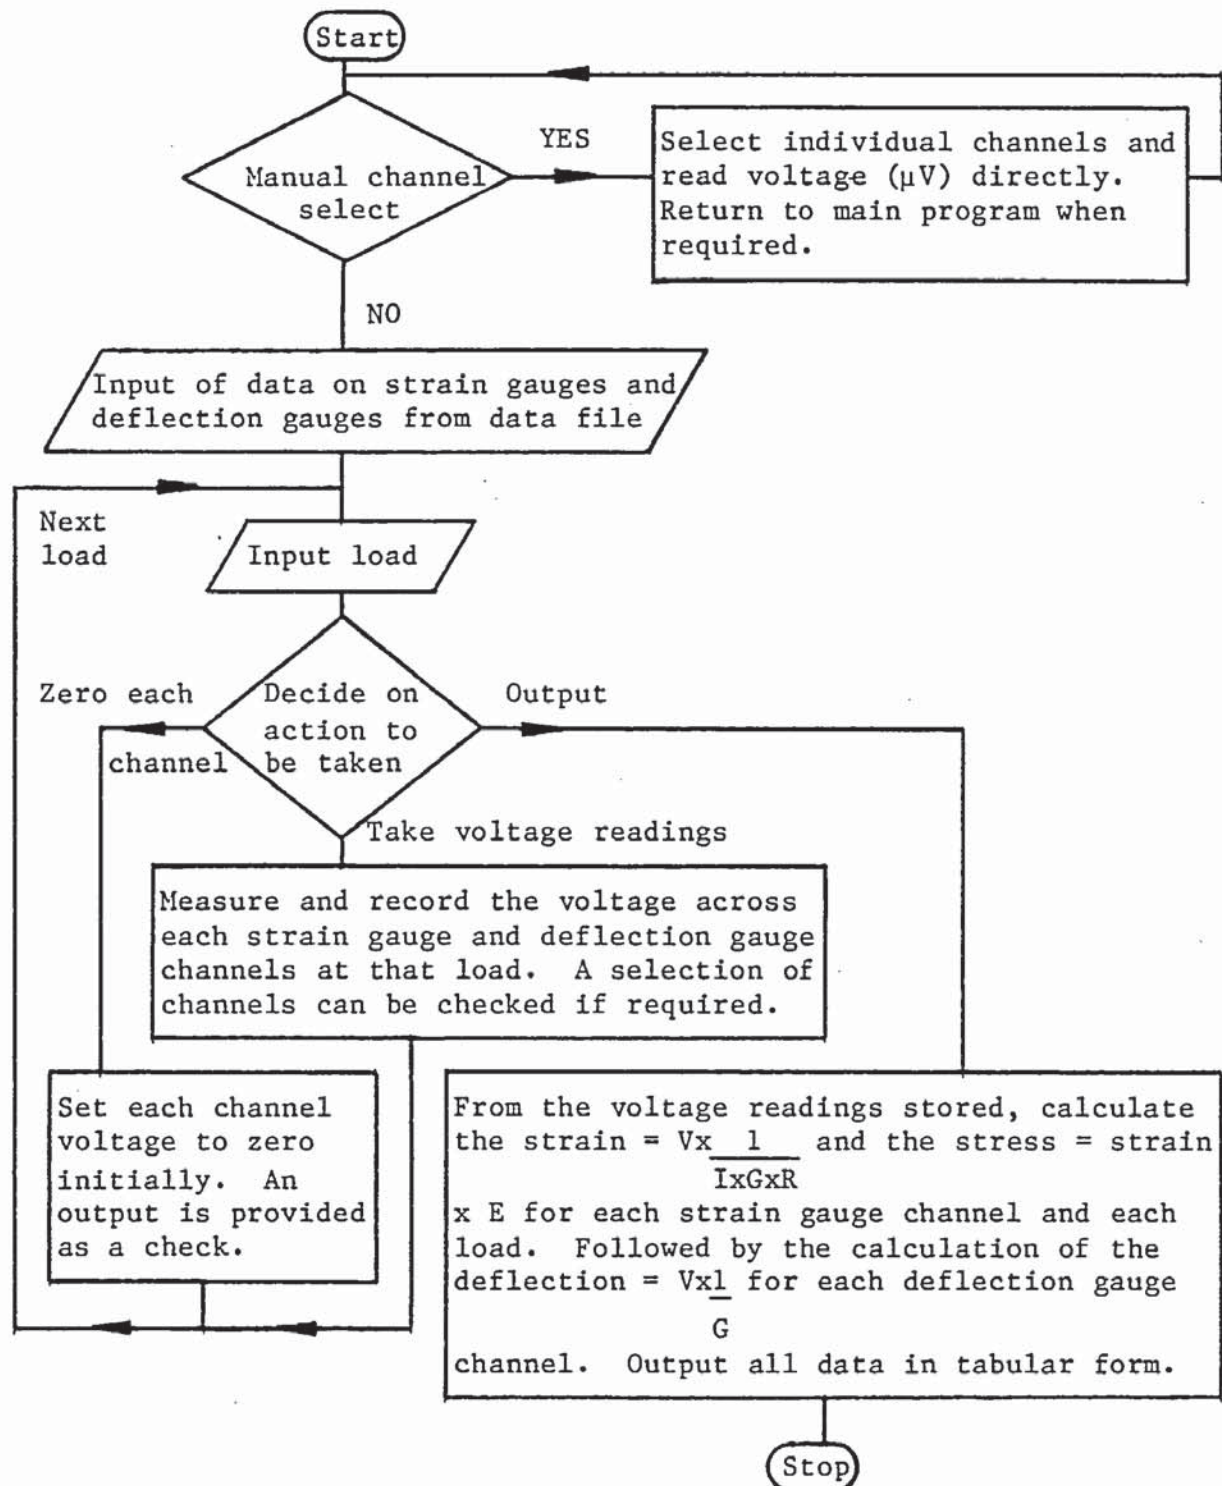 Start
YES
Manual channel
select
Select individual channels and
read voltage (µV) directly.
Return to main program when
required.
NO
Input of data on strain gauges and
deflection gauges from data file
Next
load
Input load
Zero each
channel
Decide on
action to
be taken
Output
Take voltage readings
Measure and record the voltage across
each strain gauge and deflection gauge
channels at that load. A selection of
channels can be checked if required.
Set each channel
voltage to zero
initially. An
output is provided
as a check.
From the voltage readings stored, calculate
the strain = Vx 1 and the stress = strain
IxGxR
x E for each strain gauge channel and each
load. Followed by the calculation of the
deflection = Vx1 for each deflection gauge
G
channel. Output all data in tabular form.
Stop